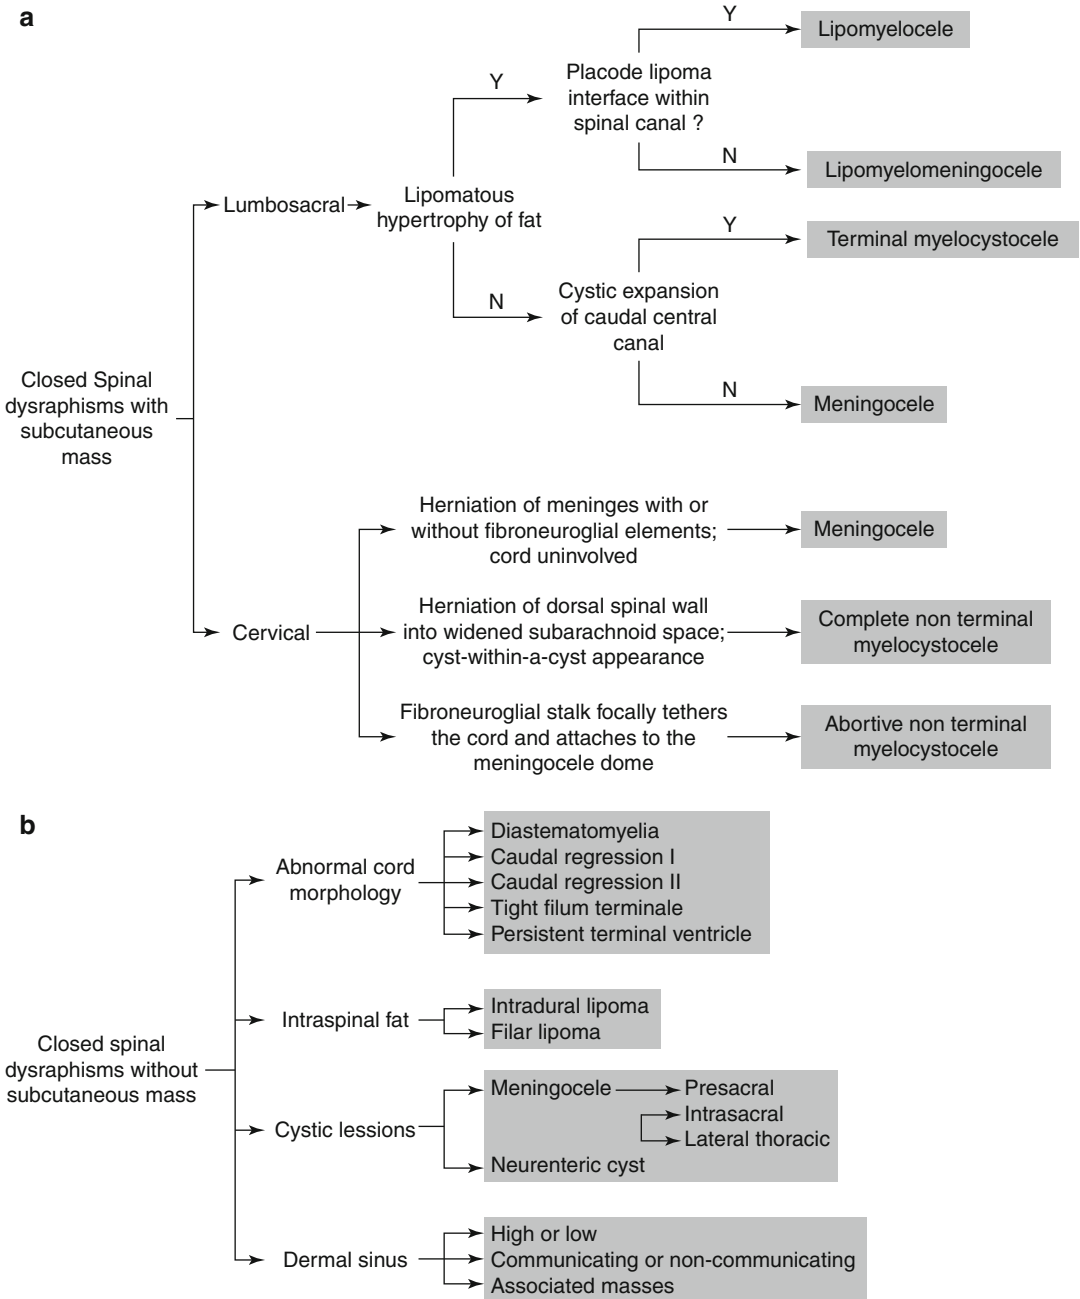 a
Closed Spinal
dysraphisms with
subcutaneous
mass
Lumbosacral
Lipomatous
hypertrophy of fat
Y
Placode lipoma
interface within
spinal canal ?
Y
Lipomyelocele
N
Lipomyelomeningocele
N
Cystic expansion
of caudal central
canal
Y
Terminal myelocystocele
N
Meningocele
Cervical
Herniation of meninges with or
without fibroneuroglial elements;
cord uninvolved
Meningocele
Herniation of dorsal spinal wall
into widened subarachnoid space;
cyst-within-a-cyst appearance
Complete non terminal
myelocystocele
Fibroneuroglial stalk focally tethers
the cord and attaches to the
meningocele dome
Abortive non terminal
myelocystocele
b
Closed spinal
dysraphisms without
subcutaneous mass
Abnormal cord
morphology
Diastematomyelia
Caudal regression I
Caudal regression II
Tight filum terminale
Persistent terminal ventricle
Intraspinal fat
Intradural lipoma
Filar lipoma
Cystic lessions
Meningocele
Presacral
Intrasacral
Lateral thoracic
Neurenteric cyst
Dermal sinus
High or low
Communicating or non-communicating
Associated masses